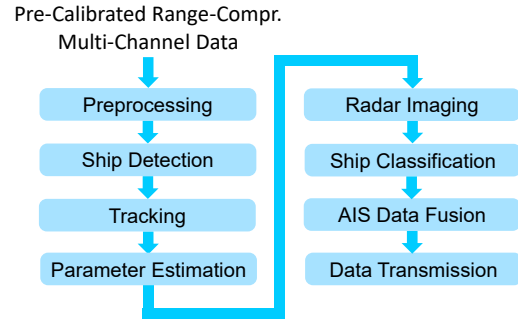 Pre-Calibrated Range-Compr.
Multi-Channel Data
Preprocessing
Ship Detection
Tracking
Parameter Estimation
Radar Imaging
Ship Classification
AIS Data Fusion
Data Transmission